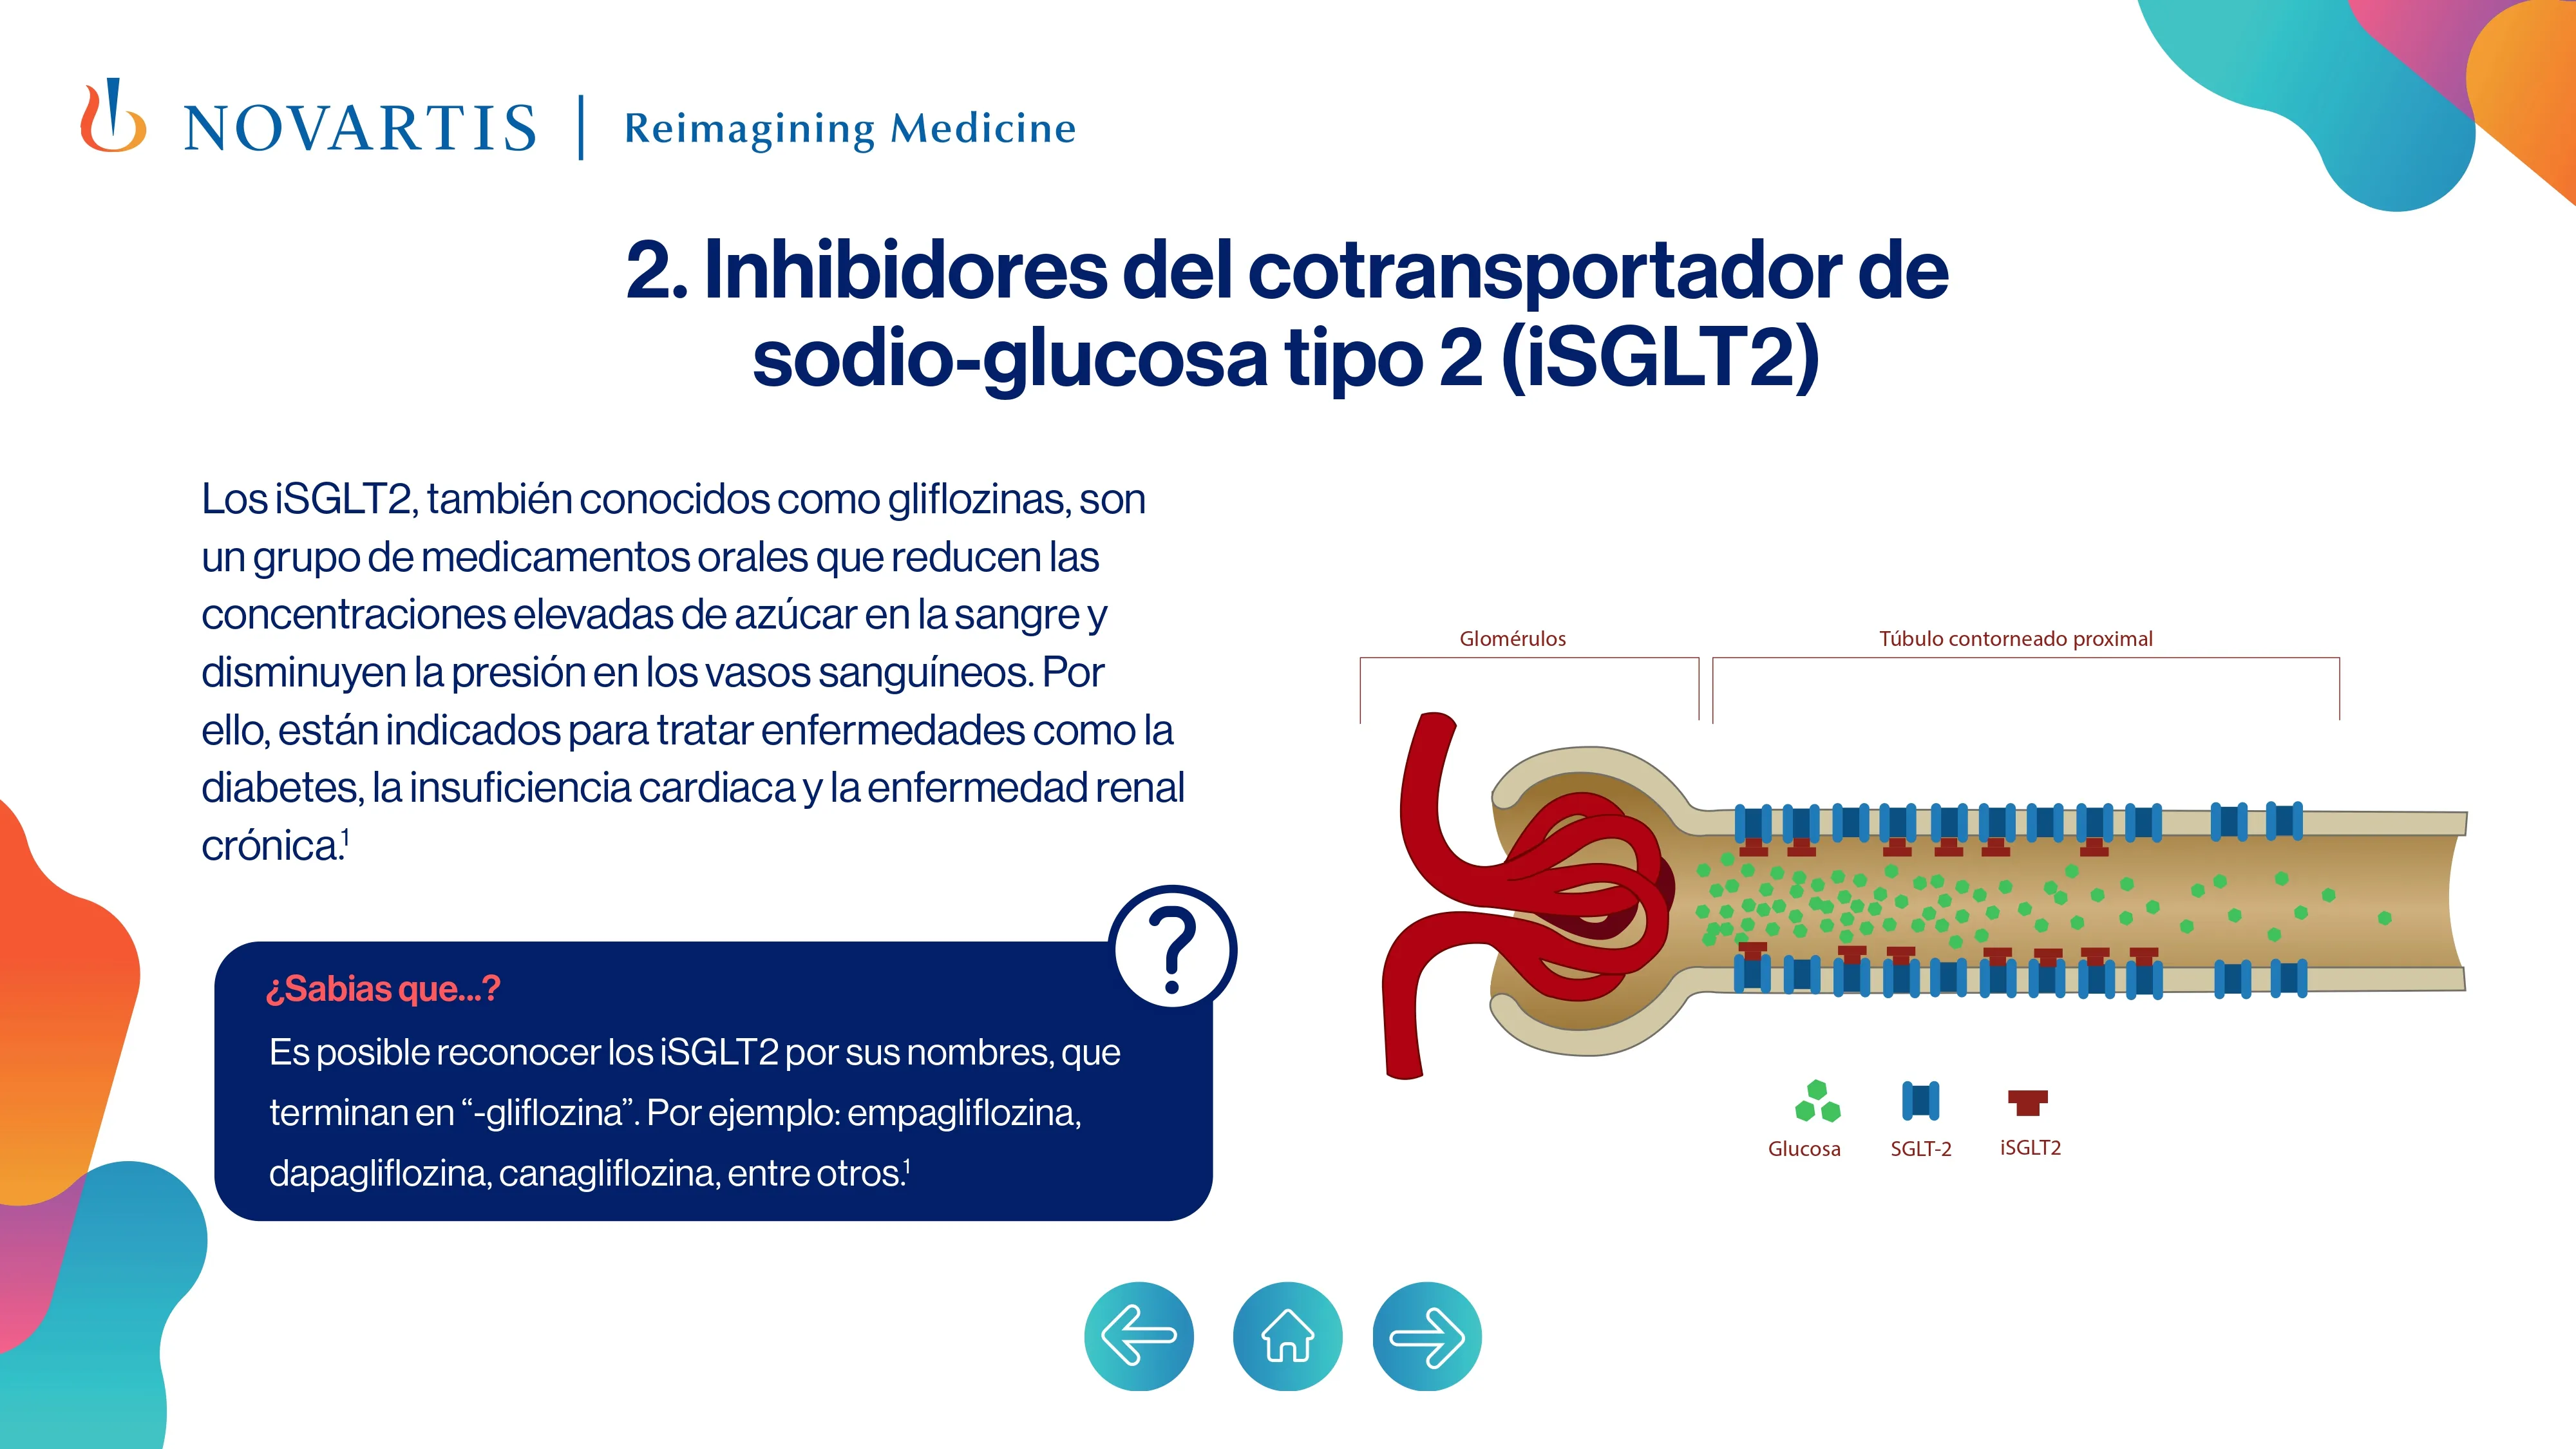 NOVARTIS | Reimagining Medicine
2. Inhibidores del cotransportador de
sodio-glucosa tipo 2 (iSGLT2)
Los iSGLT2, también conocidos como gliflozinas, son
un grupo de medicamentos orales que reducen las
concentraciones elevadas de azúcar en la sangre y
disminuyen la presión en los vasos sanguíneos. Por
ello, están indicados para tratar enfermedades como la
diabetes, la insuficiencia cardiaca y la enfermedad renal
crónica.¹
¿Sabias que...?
Es posible reconocer los iSGLT2 por sus nombres, que
terminan en “-gliflozina”. Por ejemplo: empagliflozina,
dapagliflozina, canagliflozina, entre otros.¹
Glomérulos
Túbulo contorneado proximal
Glucosa
SGLT-2
iSGLT2